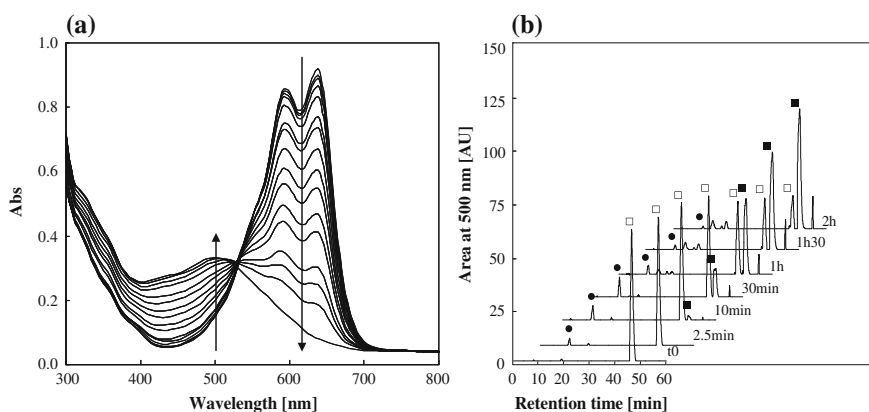 (a)
1.0
0.8
0.6
0.4
0.2
0.0
Abs
300 400 500 600 700 800
Wavelength [nm]
(b)
150
125
100
75
50
25
0
Area at 500 nm [AU]
2h
1h30
1h
30min
10min
2.5min
t0
0 10 20 30 40 50 60
Retention time [min]